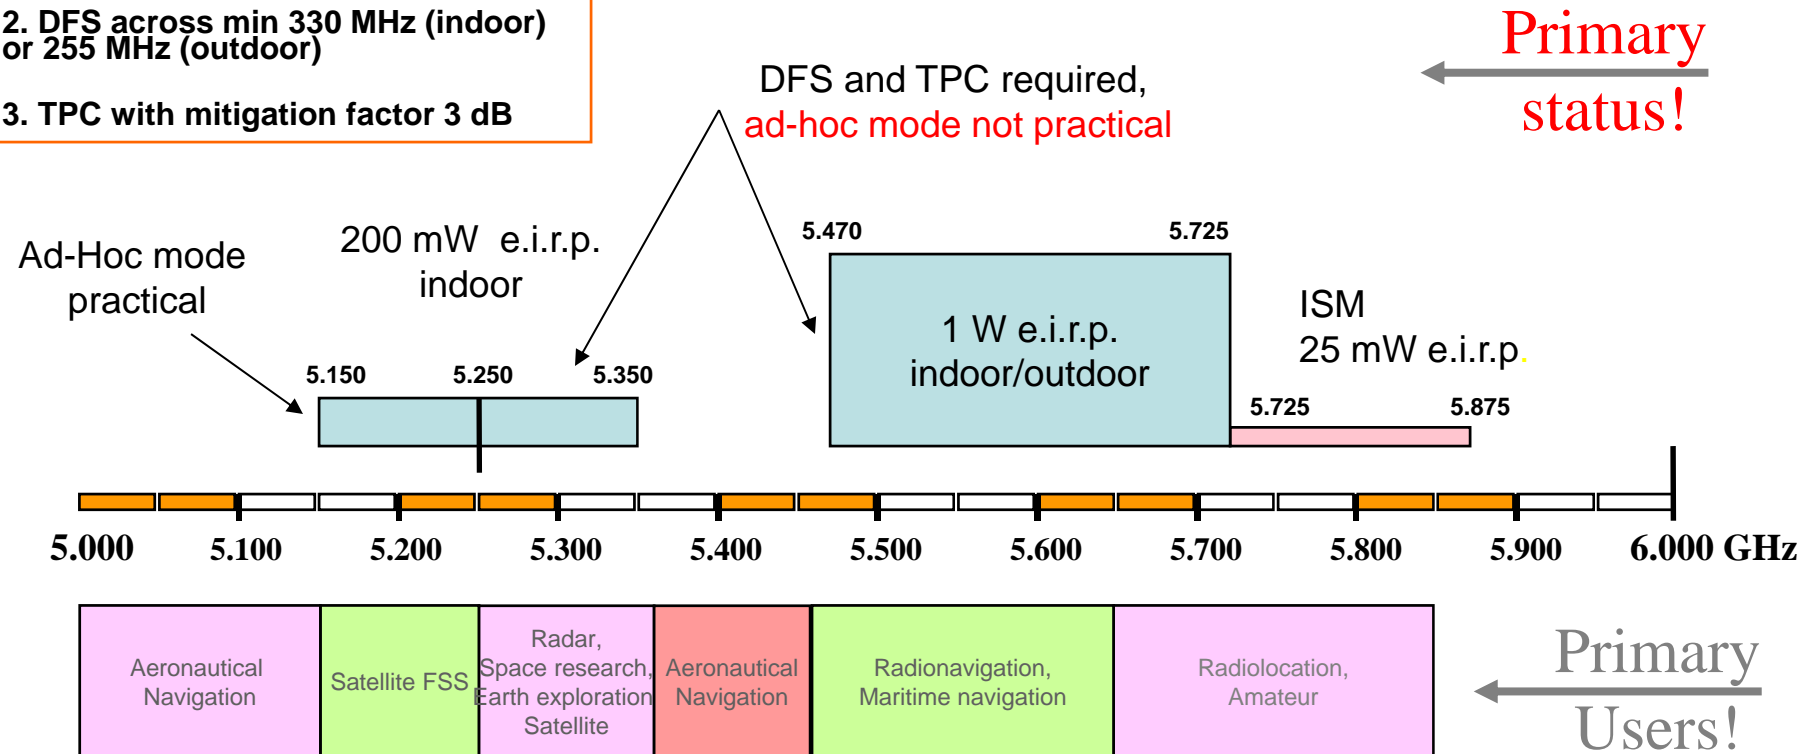 2. DFS across min 330 MHz (indoor)
or 255 MHz (outdoor)
3. TPC with mitigation factor 3 dB
Primary
status!
DFS and TPC required,
ad-hoc mode not practical
Ad-Hoc mode
practical
200 mW e.i.r.p.
indoor
5.470
5.725
1 W e.i.r.p.
indoor/outdoor
ISM
25 mW e.i.r.p.
5.150
5.250
5.350
5.725
5.875
5.000
5.100
5.200
5.300
5.400
5.500
5.600
5.700
5.800
5.900
6.000 GHz
Aeronautical
Navigation
Satellite FSS
Radar,
Space research,
Earth exploration
Satellite
Aeronautical
Navigation
Radionavigation,
Maritime navigation
Radiolocation,
Amateur
Primary
Users!